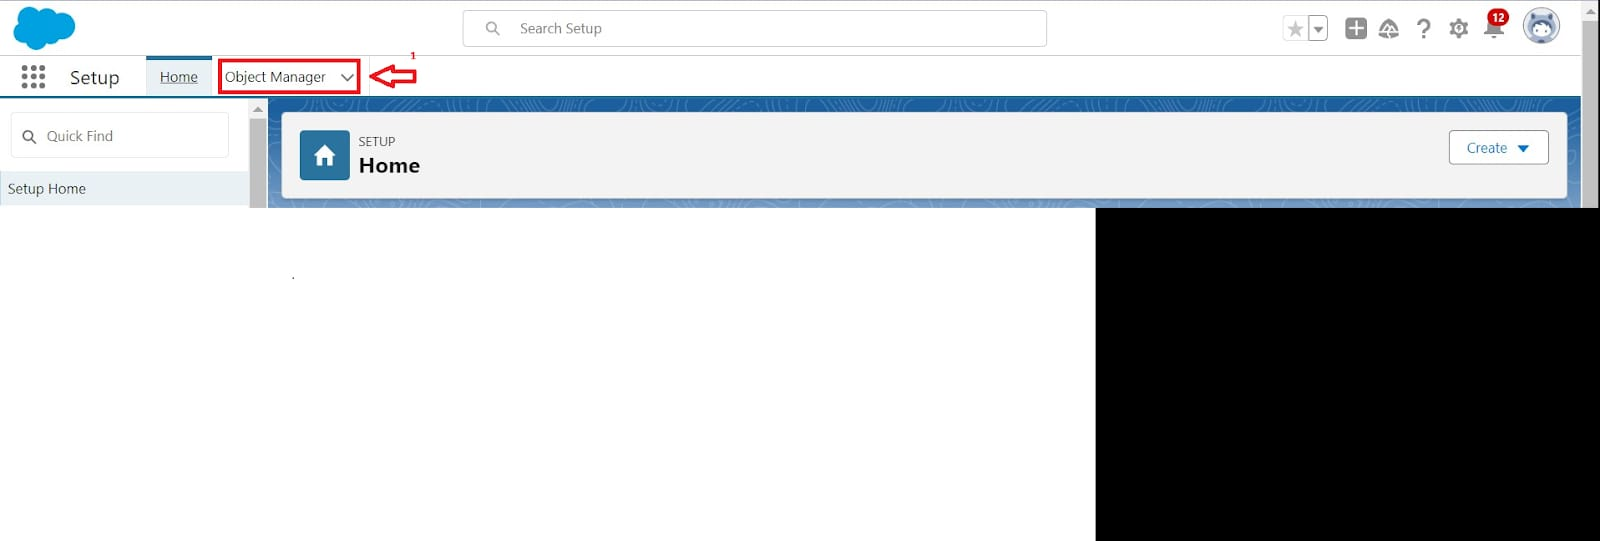 Search Setup
12
1
Setup Home Object Manager
Quick Find
SETUP
Home
Create
Setup Home
.